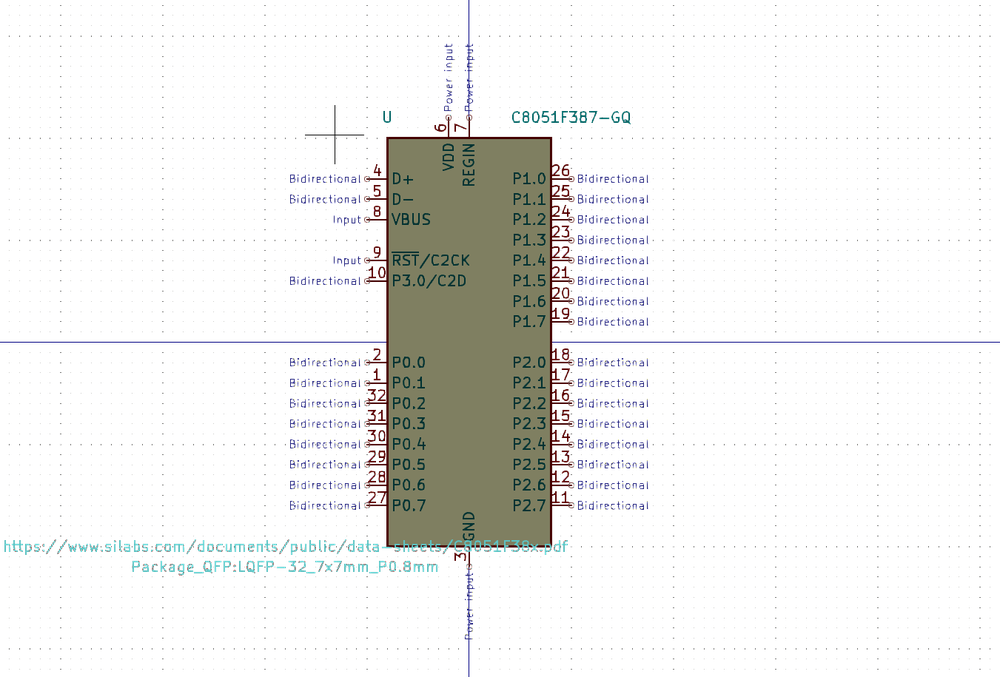 Power input Power input
U C8051F387-GQ
6 7
VDD REGIN
Bidirectional 4 D+ P1.0 26 Bidirectional
Bidirectional 5 D- P1.1 25 Bidirectional
Input 8 VBUS P1.2 24 Bidirectional
P1.3 23 Bidirectional
Input 9 RST/C2CK P1.4 22 Bidirectional
Bidirectional 10 P3.0/C2D P1.5 21 Bidirectional
P1.6 20 Bidirectional
P1.7 19 Bidirectional
Bidirectional 2 P0.0 P2.0 18 Bidirectional
Bidirectional 1 P0.1 P2.1 17 Bidirectional
Bidirectional 32 P0.2 P2.2 16 Bidirectional
Bidirectional 31 P0.3 P2.3 15 Bidirectional
Bidirectional 30 P0.4 P2.4 14 Bidirectional
Bidirectional 29 P0.5 P2.5 13 Bidirectional
Bidirectional 28 P0.6 P2.6 12 Bidirectional
Bidirectional 27 P0.7 P2.7 11 Bidirectional
GND
https://www.silabs.com/documents/public/data-sheets/C8051F38x.pdf
3
Package_QFP:LQFP-32_7x7mm_P0.8mm
Power input